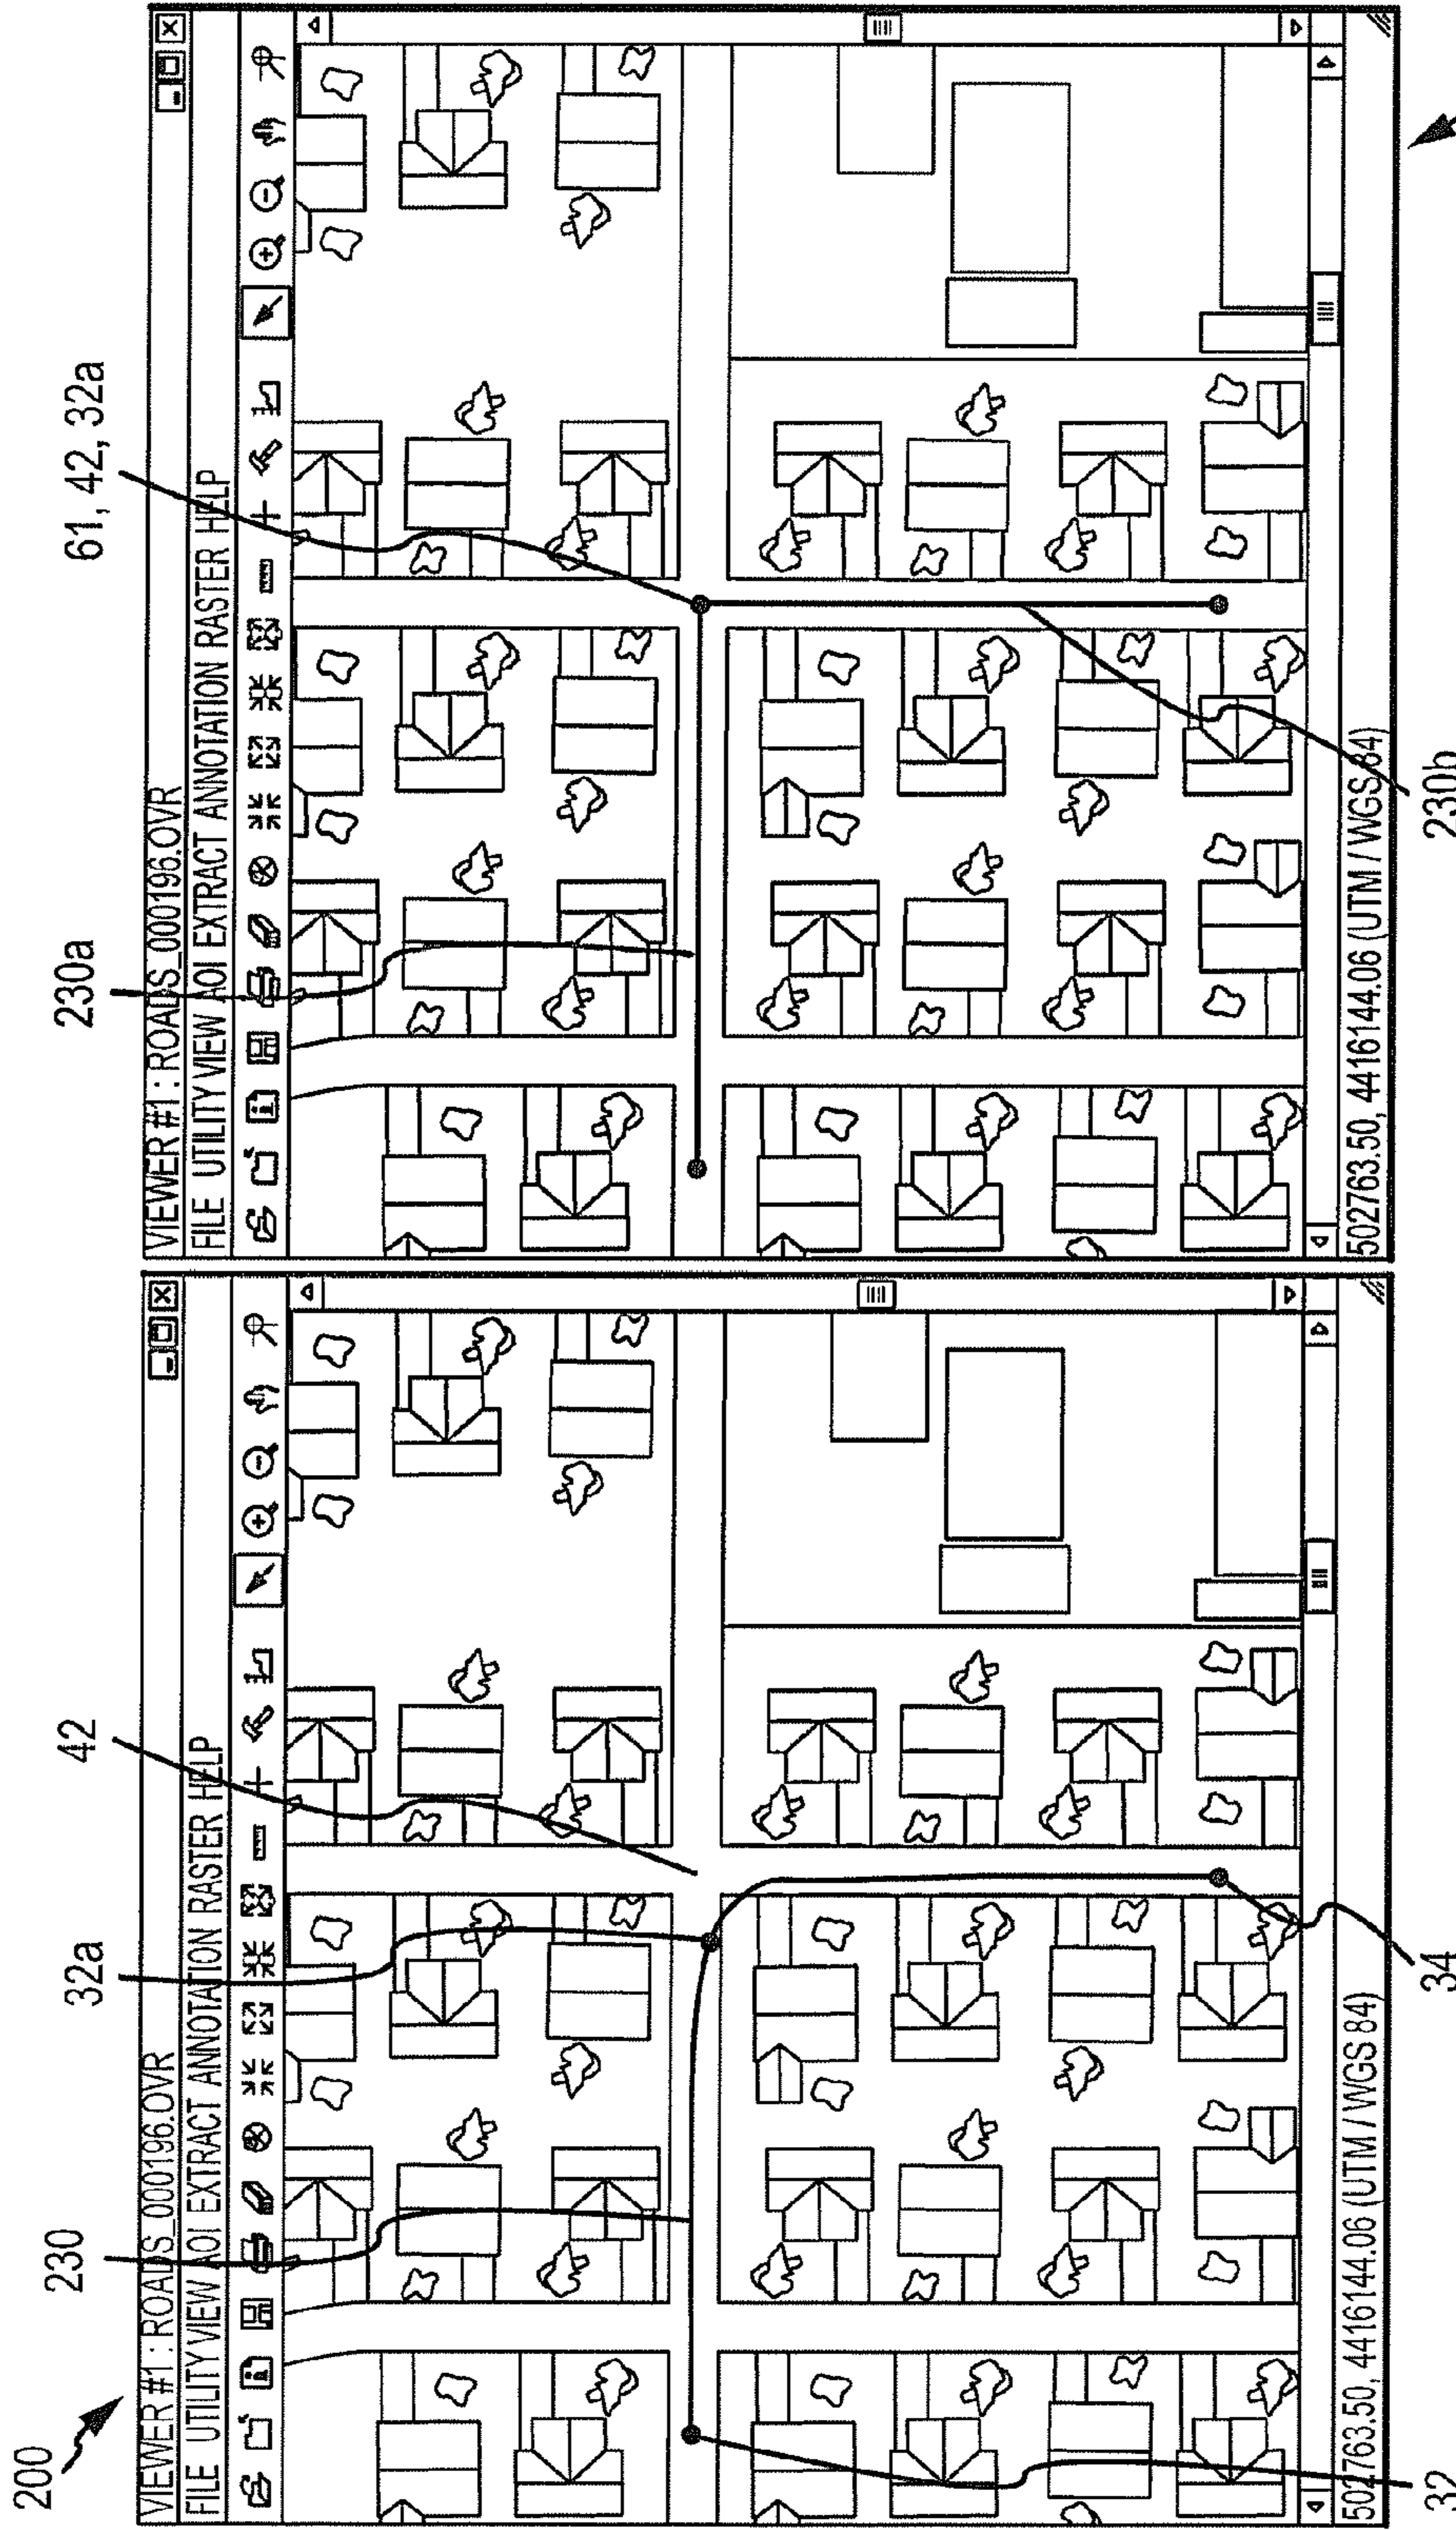 200
230
32a
42
VIEWER #1 : ROADS_000196.OVR
FILE UTILITY VIEW AOI EXTRACT ANNOTATION RASTER HELP
502763.50, 4416144.06 (UTM / WGS 84)
32
34
230a
61, 42, 32a
VIEWER #1 : ROADS_000196.OVR
FILE UTILITY VIEW AOI EXTRACT ANNOTATION RASTER HELP
502763.50, 4416144.06 (UTM / WGS 84)
230b